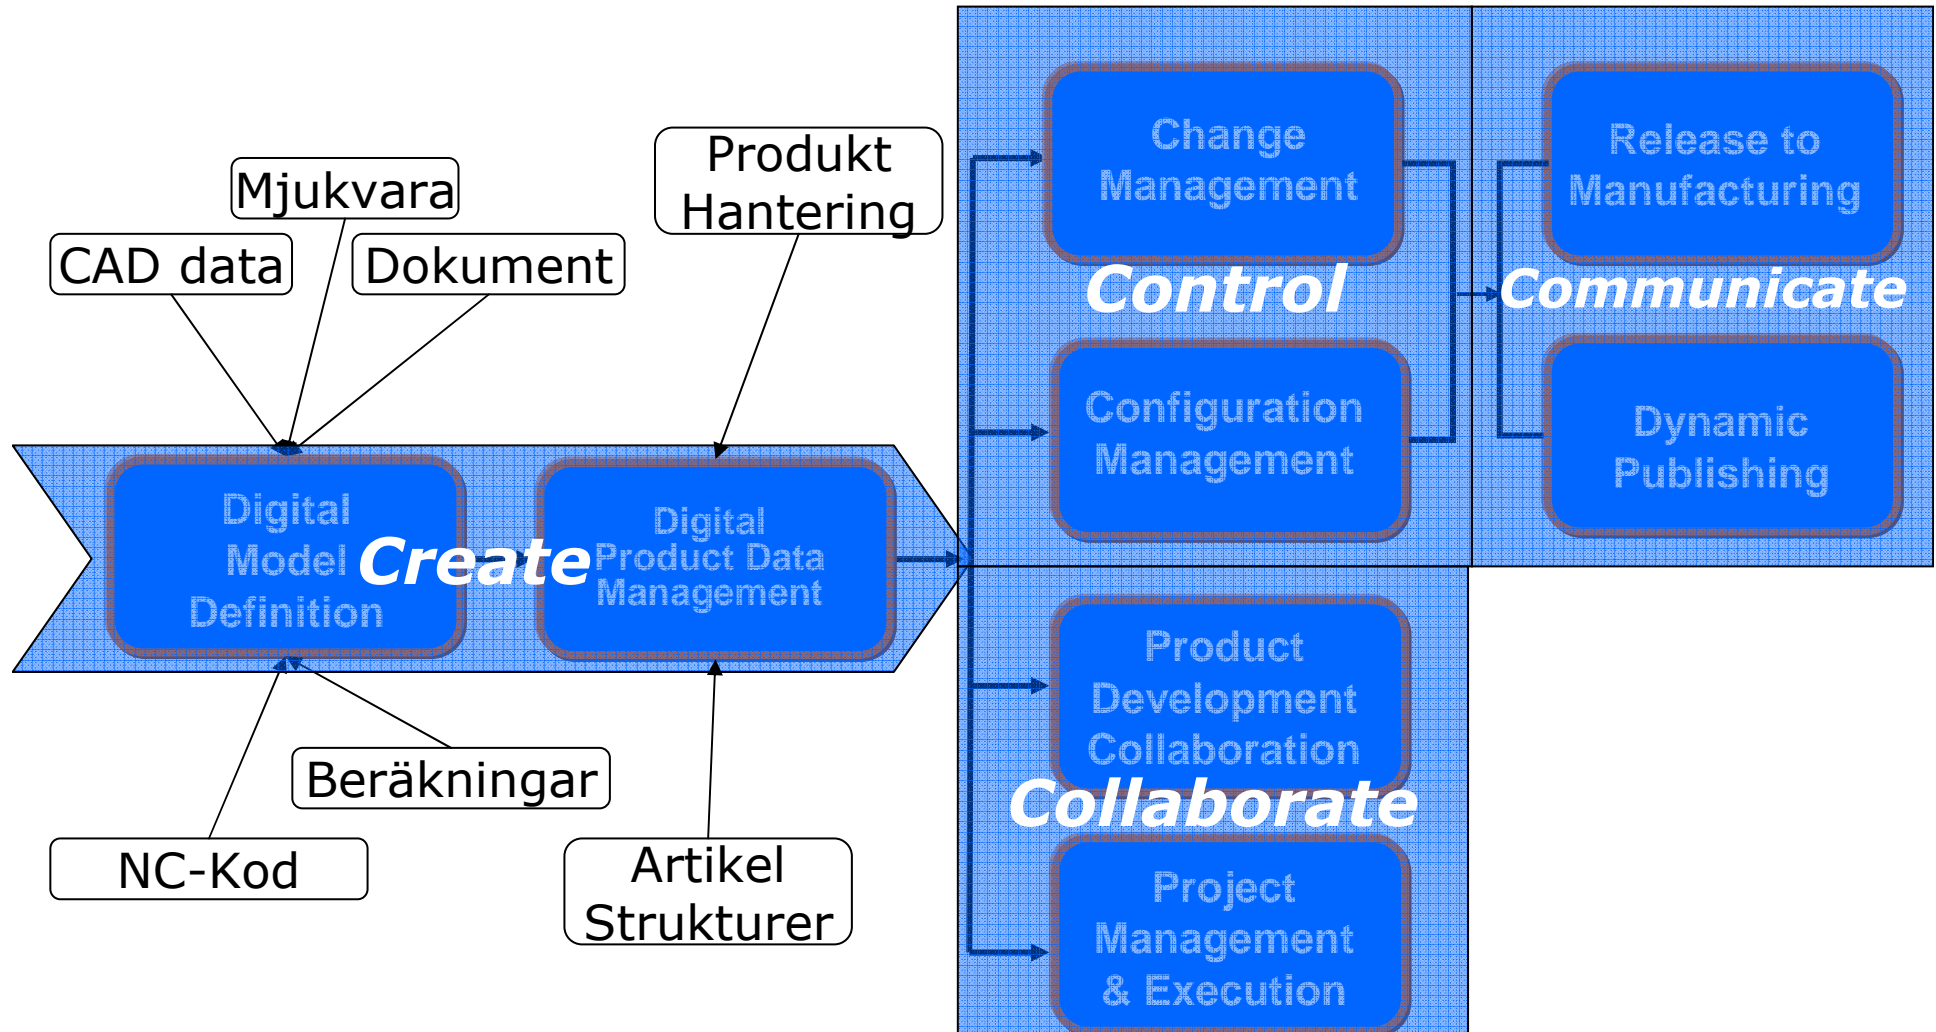 Mjukvara
CAD data
Dokument
Produkt
Hantering
Digital
Model
Definition
Create
Digital
Product Data
Management
Beräkningar
NC-Kod
Artikel
Strukturer
Change
Management
Control
Configuration
Management
Release to
Manufacturing
Communicate
Dynamic
Publishing
Product
Development
Collaboration
Collaborate
Project
Management
& Execution